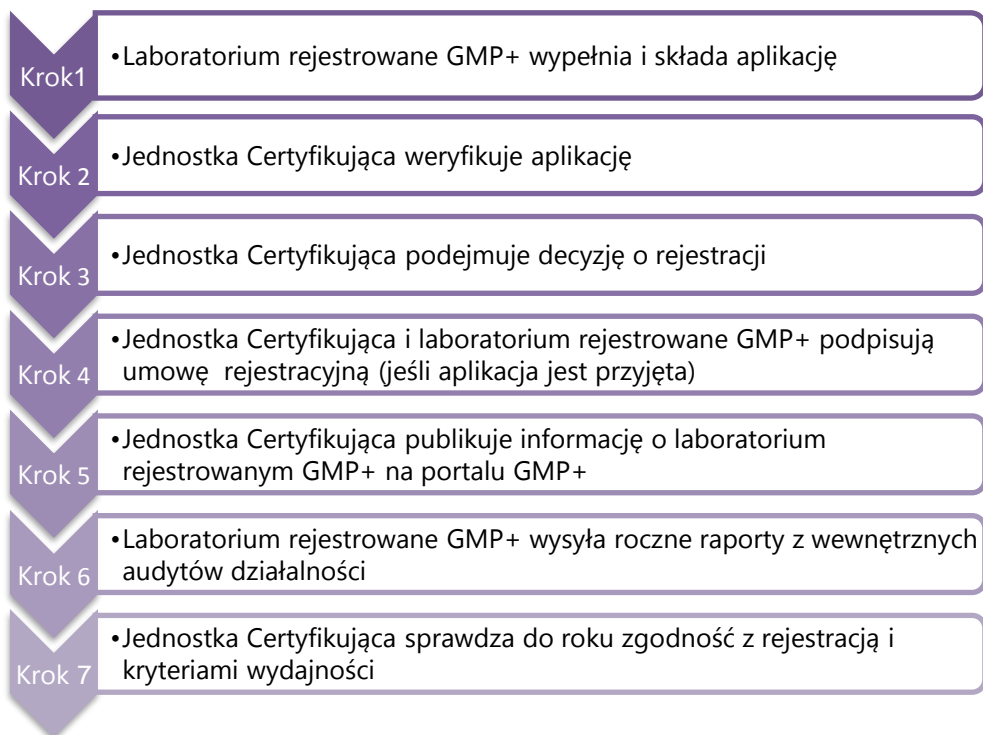 Krok1
•Laboratorium rejestrowane GMP+ wypełnia i składa aplikację
Krok 2
•Jednostka Certyfikująca weryfikuje aplikację
Krok 3
•Jednostka Certyfikująca podejmuje decyzję o rejestracji
Krok 4
•Jednostka Certyfikująca i laboratorium rejestrowane GMP+ podpisują
umowę rejestracyjną (jeśli aplikacja jest przyjęta)
Krok 5
•Jednostka Certyfikująca publikuje informację o laboratorium
rejestrowanym GMP+ na portalu GMP+
Krok 6
•Laboratorium rejestrowane GMP+ wysyła roczne raporty z wewnętrznych
audytów działalności
Krok 7
•Jednostka Certyfikująca sprawdza do roku zgodność z rejestracją i
kryteriami wydajności